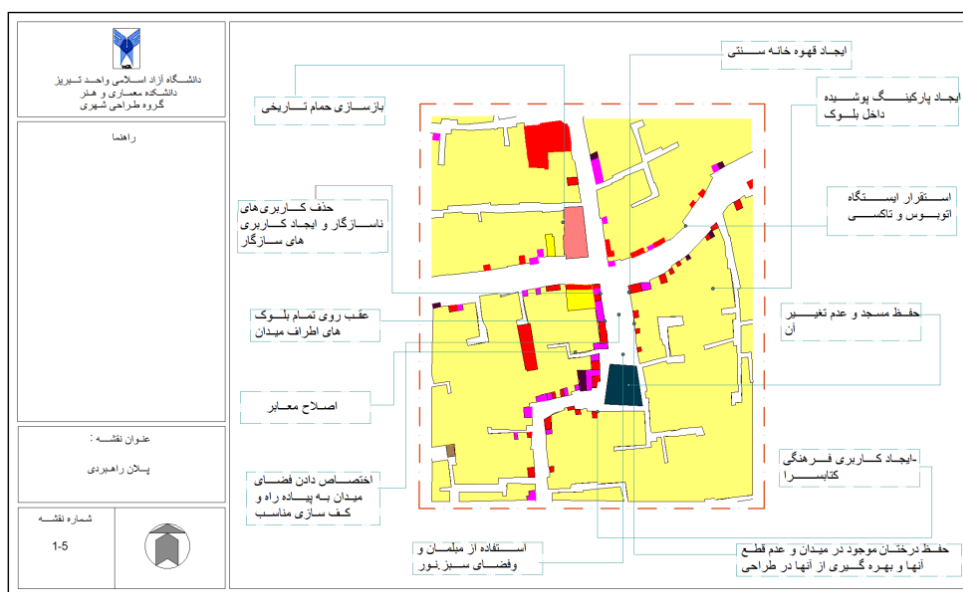 دانشگاه آزاد اسلامی واحد تبریز
دانشکده معماری و هنر
گروه طراحی شهری
راهنما
عنوان نقشه :
پلان راهبردی
شماره نقشه
1-5
ایجاد قهوه خانه سنتی
بازسازی حمام تاریخی
ایجاد پارکینگ پوشیده
داخل بلوک
حذف کاربری‌های
ناسازگار و ایجاد کاربری
های سازگار
استقرار ایستگاه
اتوبوس و تاکسی
عقب روی تمام بلوک
های اطراف میدان
حفظ مسجد و عدم تغییر
آن
اصلاح معابر
-ایجاد کاربری فرهنگی
کتابسرا
اختصاص دادن فضای
میدان به پیاده راه و
کف سازی مناسب
استفاده از مبلمان و
وفضای سبز.نور
حفظ درختان موجود در میدان و عدم قطع
آنها و بهره گیری از آنها در طراحی